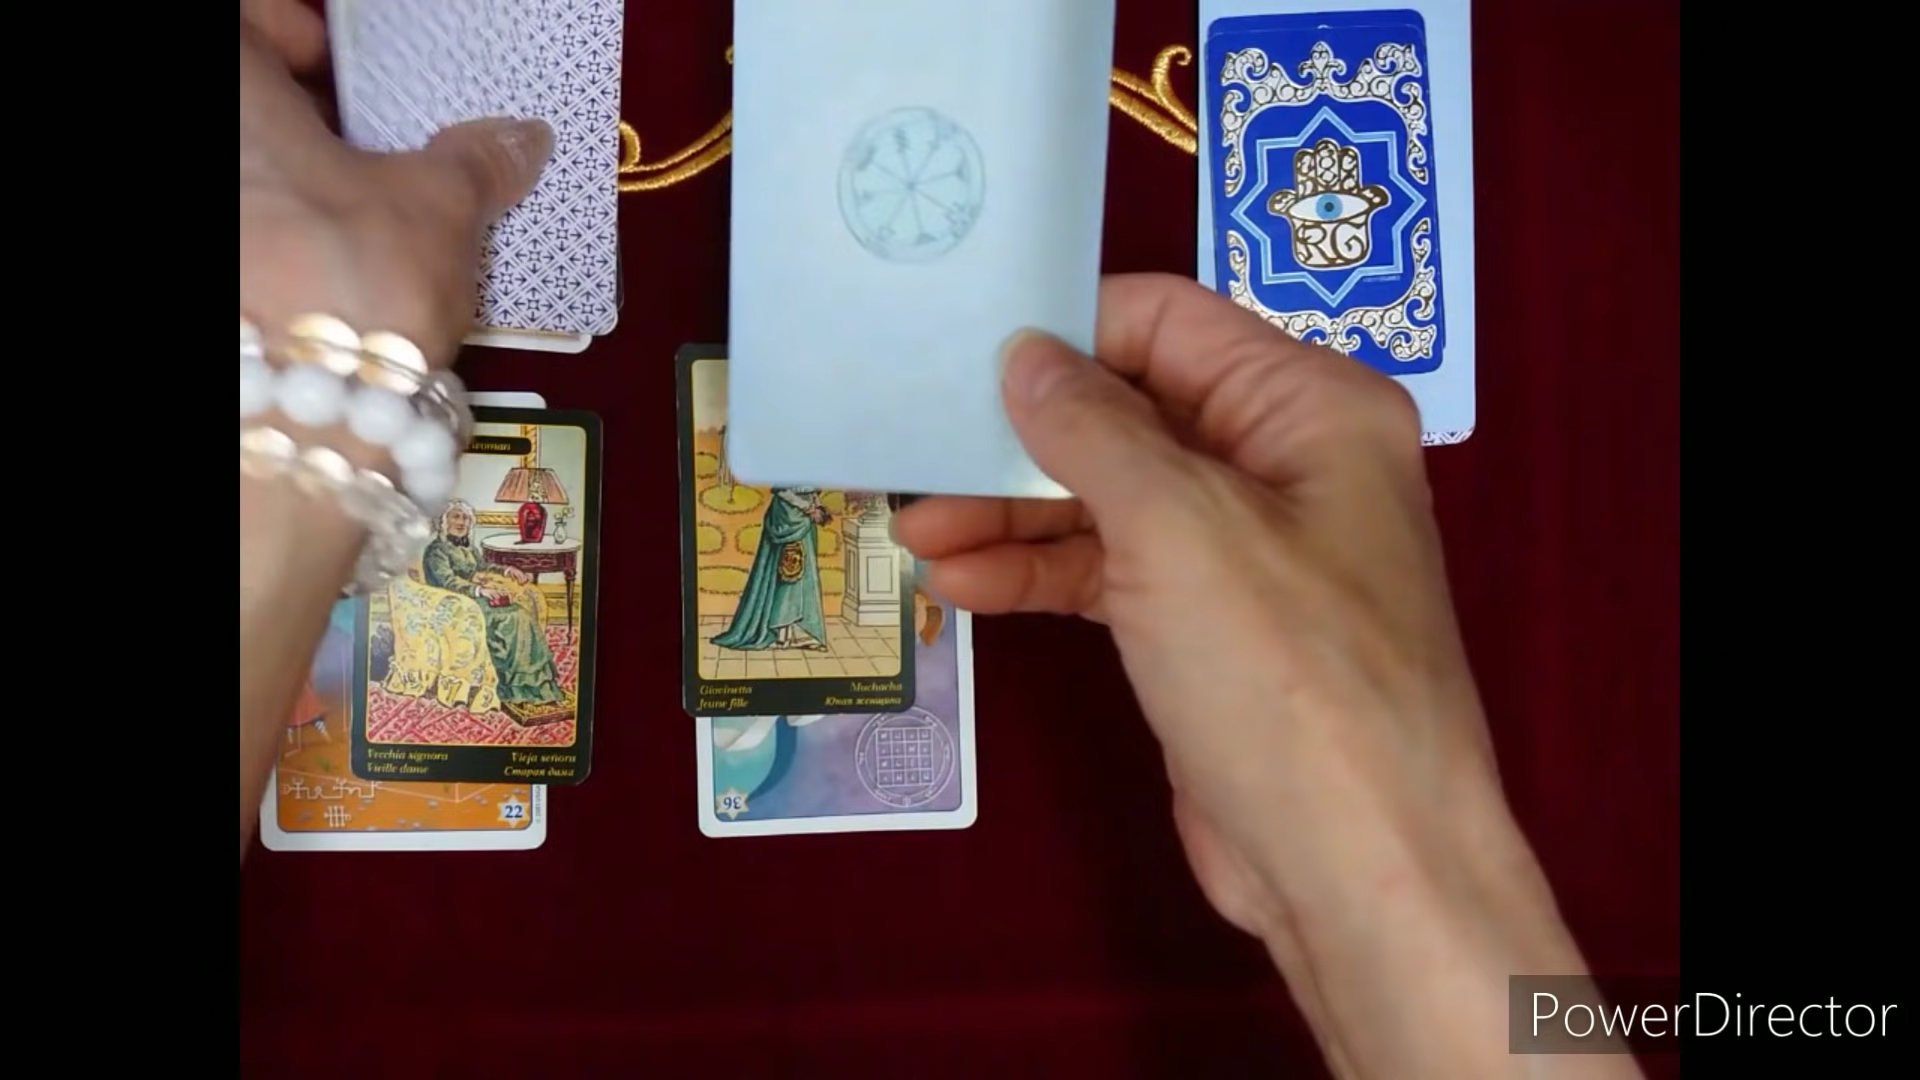 RG
Vecchia signora
Vieja señora
Vieille dame
Старая дама
22
Giovinetta
Muchacha
Jeune fille
Юная женщина
36
PowerDirector